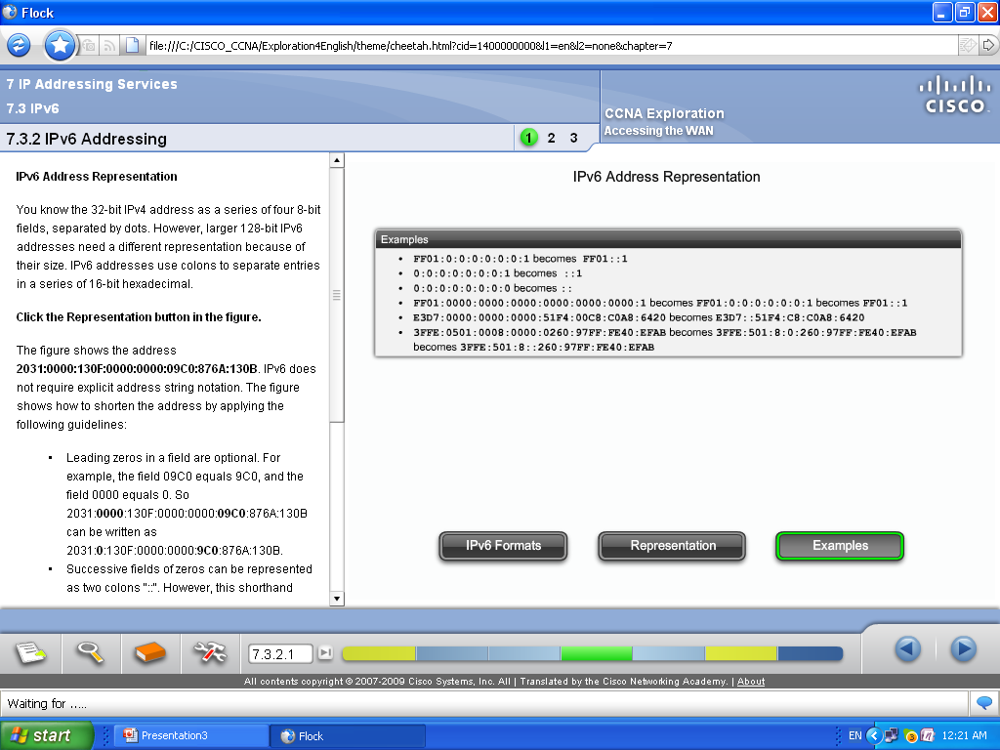 Flock
file:///C:/CISCO_CCNA/Exploration4English/theme/cheetah.html?cid=1400000000&l1=en&l2=none&chapter=7
7 IP Addressing Services
7.3 IPv6
7.3.2 IPv6 Addressing
1 2 3
CCNA Exploration
Accessing the WAN
CISCO
IPv6 Address Representation
You know the 32-bit IPv4 address as a series of four 8-bit
fields, separated by dots. However, larger 128-bit IPv6
addresses need a different representation because of
their size. IPv6 addresses use colons to separate entries
in a series of 16-bit hexadecimal.
Click the Representation button in the figure.
The figure shows the address
2031:0000:130F:0000:0000:09C0:876A:130B. IPv6 does
not require explicit address string notation. The figure
shows how to shorten the address by applying the
following guidelines:
• Leading zeros in a field are optional. For
example, the field 09C0 equals 9C0, and the
field 0000 equals 0. So
2031:0000:130F:0000:0000:09C0:876A:130B
can be written as
2031:0:130F:0000:0000:9C0:876A:130B.
• Successive fields of zeros can be represented
as two colons "::". However, this shorthand
IPv6 Address Representation
Examples
• FF01:0:0:0:0:0:0:1 becomes FF01::1
• 0:0:0:0:0:0:0:1 becomes ::1
• 0:0:0:0:0:0:0:0 becomes ::
• FF01:0000:0000:0000:0000:0000:0000:1 becomes FF01:0:0:0:0:0:0:1 becomes FF01::1
• E3D7:0000:0000:0000:51F4:00C8:C0A8:6420 becomes E3D7::51F4:C8:C0A8:6420
• 3FFE:0501:0008:0000:0260:97FF:FE40:EFAB becomes 3FFE:501:8:0:260:97FF:FE40:EFAB
becomes 3FFE:501:8::260:97FF:FE40:EFAB
IPv6 Formats
Representation
Examples
7.3.2.1
All contents copyright © 2007-2009 Cisco Systems, Inc. All | Translated by the Cisco Networking Academy. | About
Waiting for .....
start
Presentation3
Flock
EN
12:21 AM